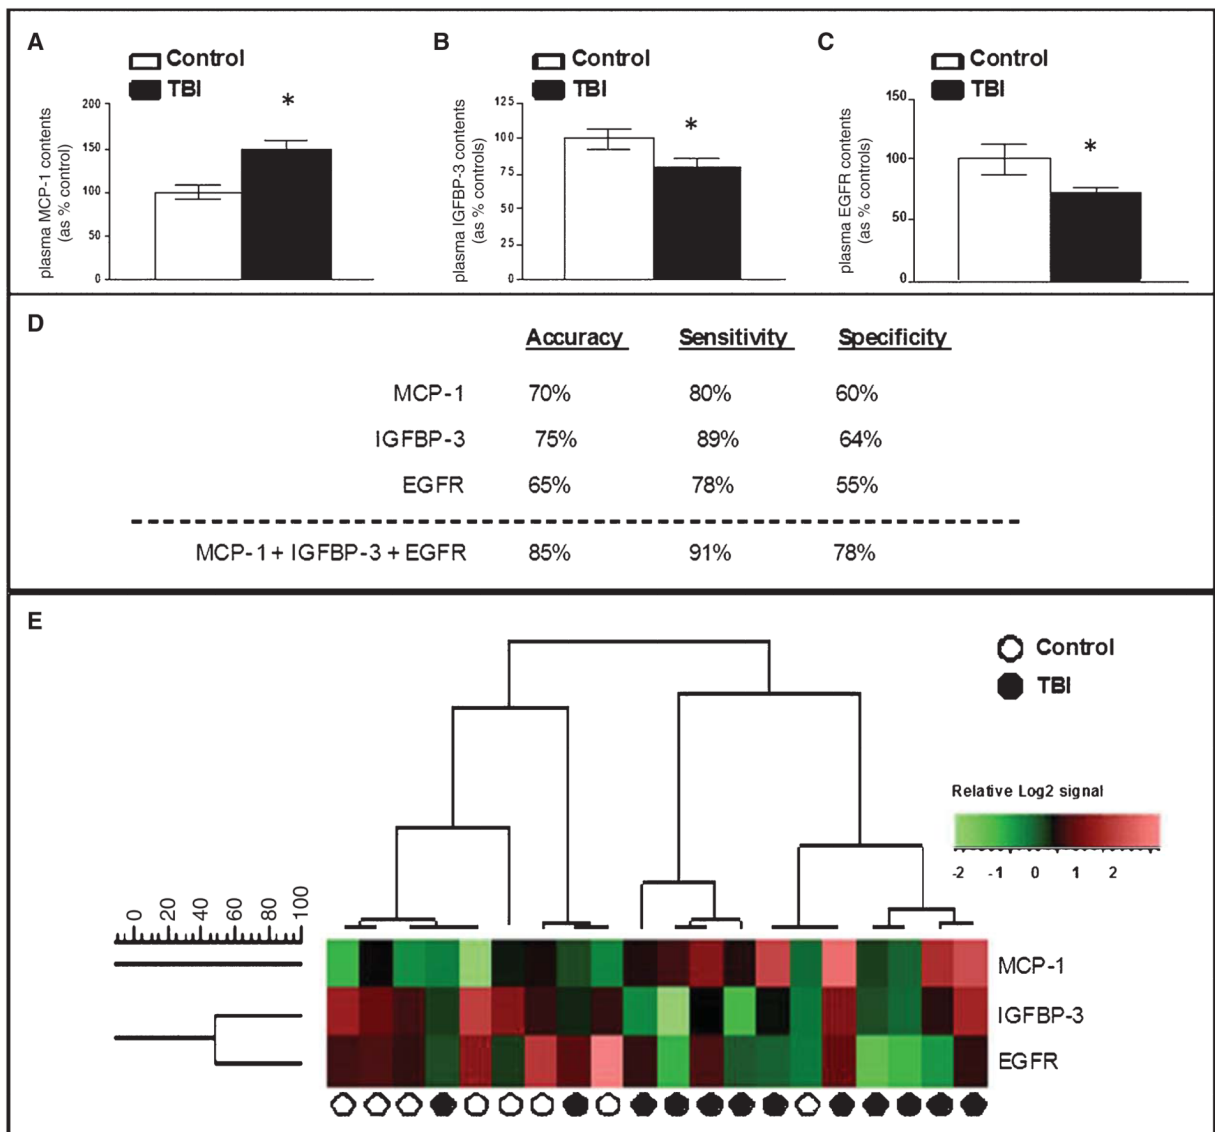 A
Control
TBI
*
plasma MCP-1 contents
(as % control)
200
150
100
50
0
B
Control
TBI
*
plasma IGFBP-3 contents
(as % controls)
125
100
75
50
25
0
C
Control
TBI
*
plasma EGFR contents
(as % controls)
150
100
50
0
D
Accuracy Sensitivity Specificity
MCP-1 70% 80% 60%
IGFBP-3 75% 89% 64%
EGFR 65% 78% 55%
MCP-1 + IGFBP-3 + EGFR 85% 91% 78%
E
Control
TBI
Relative Log2 signal
-2 -1 0 1 2
0 20 40 60 80 100
MCP-1
IGFBP-3
EGFR